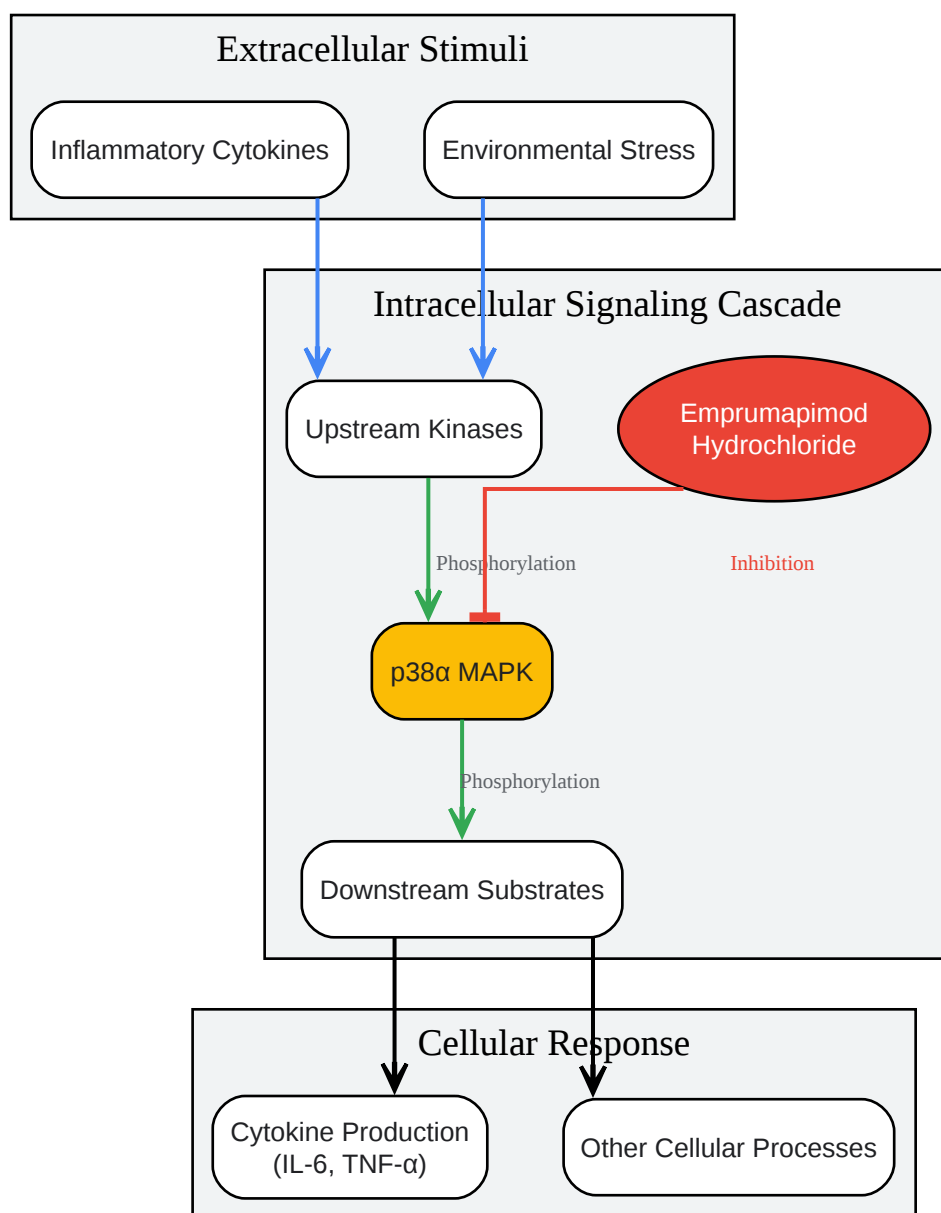 Extracellular Stimuli
Inflammatory Cytokines
Environmental Stress
Intracellular Signaling Cascade
Upstream Kinases
Emprumapimod
Hydrochloride
Phosphorylation
Inhibition
p38α MAPK
Phosphorylation
Downstream Substrates
Cellular Response
Cytokine Production
(IL-6, TNF-α)
Other Cellular Processes